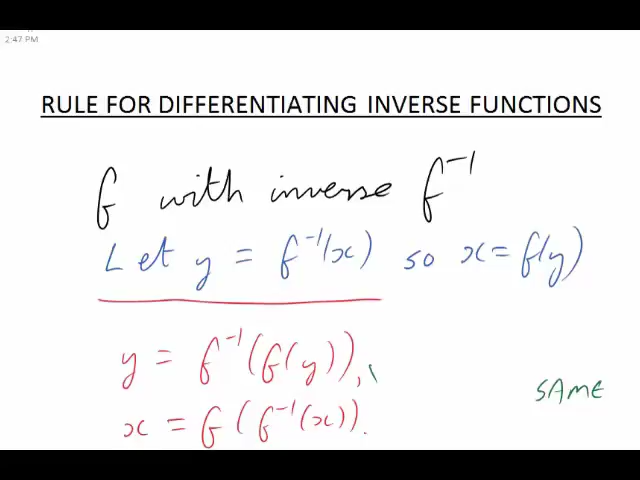 2:47 PM
RULE FOR DIFFERENTIATING INVERSE FUNCTIONS
f with inverse f⁻¹
Let y = f⁻¹(x) so x = f(y)
y = f⁻¹(f(y)),
x = f(f⁻¹(x)).
SAME